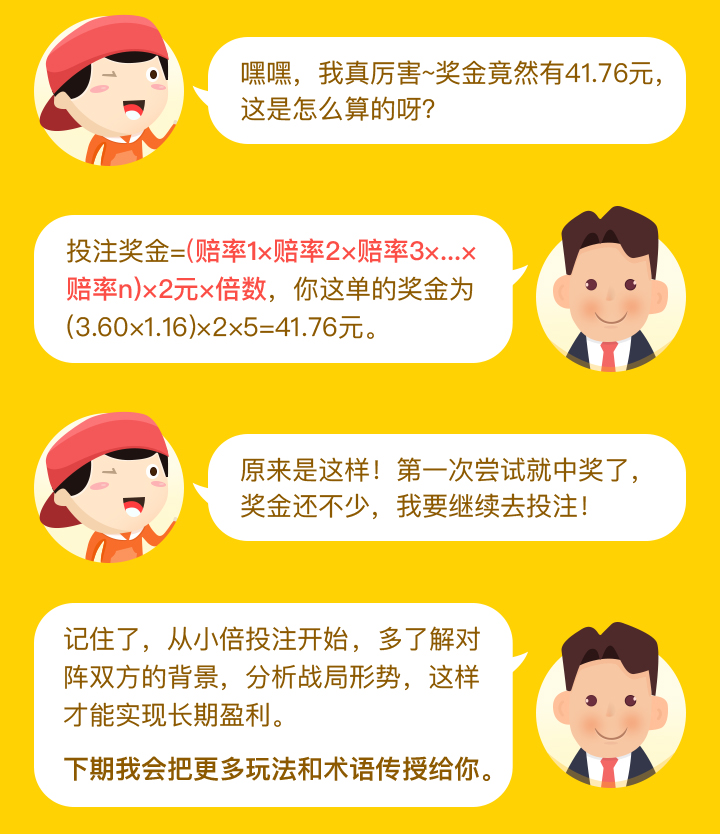 嘿嘿，我真厉害~奖金竟然有41.76元，
这是怎么算的呀？
投注奖金=(赔率1×赔率2×赔率3×...×
赔率n)×2元×倍数，你这单的奖金为
(3.60×1.16)×2×5=41.76元。
原来是这样！第一次尝试就中奖了，
奖金还不少，我要继续去投注！
记住了，从小倍投注开始，多了解对
阵双方的背景，分析战局形势，这样
才能实现长期盈利。
下期我会把更多玩法和术语传授给你。